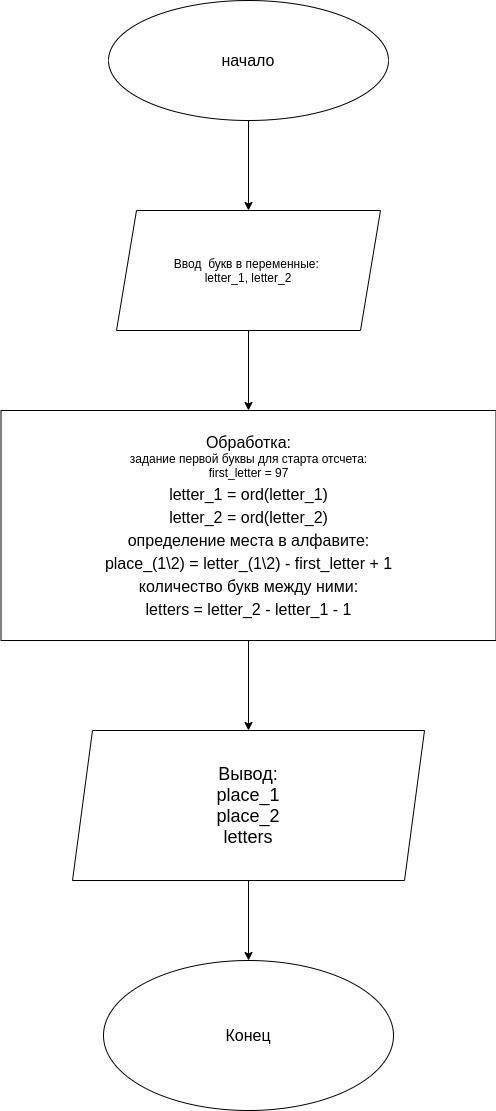 начало
Ввод  букв в переменные:
letter_1, letter_2
Обработка:
задание первой буквы для старта отсчета:
first_letter = 97
letter_1 = ord(letter_1)
letter_2 = ord(letter_2)
определение места в алфавите:
place_(1\2) = letter_(1\2) - first_letter + 1
количество букв между ними:
letters = letter_2 - letter_1 - 1
Вывод:
place_1
place_2
letters
Конец